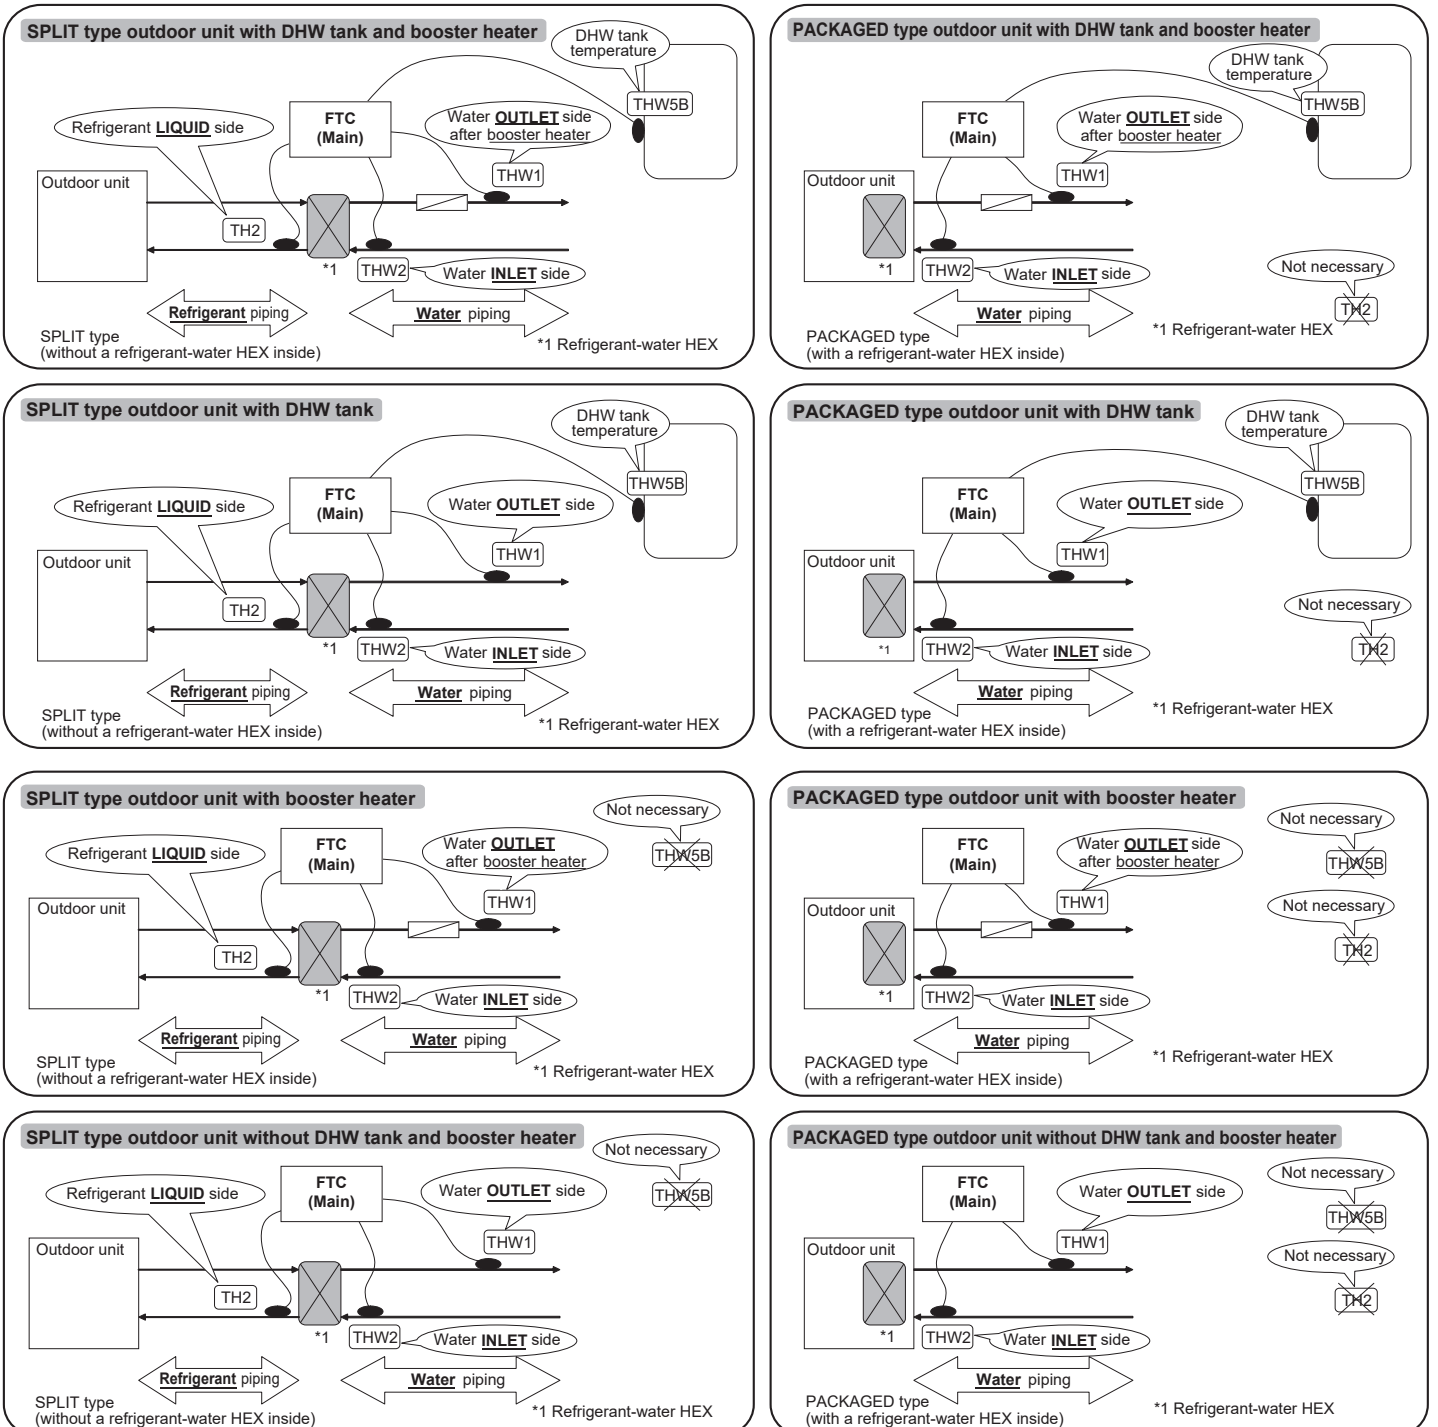 SPLIT type outdoor unit with DHW tank and booster heater
DHW tank
temperature
THW5B
FTC
(Main)
Water OUTLET side
after booster heater
THW1
Refrigerant LIQUID side
Outdoor unit
TH2
*1
THW2
Water INLET side
Refrigerant piping
Water piping
SPLIT type
(without a refrigerant-water HEX inside)
*1 Refrigerant-water HEX
PACKAGED type outdoor unit with DHW tank and booster heater
DHW tank
temperature
THW5B
FTC
(Main)
Water OUTLET side
after booster heater
THW1
Outdoor unit
*1
THW2
Water INLET side
Not necessary
TH2
Water piping
*1 Refrigerant-water HEX
PACKAGED type
(with a refrigerant-water HEX inside)
SPLIT type outdoor unit with DHW tank
DHW tank
temperature
THW5B
FTC
(Main)
Water OUTLET side
THW1
Refrigerant LIQUID side
Outdoor unit
TH2
*1
THW2
Water INLET side
Refrigerant piping
Water piping
SPLIT type
(without a refrigerant-water HEX inside)
*1 Refrigerant-water HEX
PACKAGED type outdoor unit with DHW tank
DHW tank
temperature
THW5B
FTC
(Main)
Water OUTLET side
THW1
Outdoor unit
*1
THW2
Water INLET side
Not necessary
TH2
Water piping
*1 Refrigerant-water HEX
PACKAGED type
(with a refrigerant-water HEX inside)
SPLIT type outdoor unit with booster heater
Not necessary
THW5B
FTC
(Main)
Water OUTLET
after booster heater
THW1
Refrigerant LIQUID side
Outdoor unit
TH2
*1
THW2
Water INLET side
Refrigerant piping
Water piping
SPLIT type
(without a refrigerant-water HEX inside)
*1 Refrigerant-water HEX
PACKAGED type outdoor unit with booster heater
Not necessary
THW5B
FTC
(Main)
Water OUTLET side
after booster heater
THW1
Outdoor unit
Not necessary
TH2
*1
THW2
Water INLET side
Water piping
*1 Refrigerant-water HEX
PACKAGED type
(with a refrigerant-water HEX inside)
SPLIT type outdoor unit without DHW tank and booster heater
Not necessary
THW5B
FTC
(Main)
Water OUTLET side
THW1
Refrigerant LIQUID side
Outdoor unit
TH2
*1
THW2
Water INLET side
Refrigerant piping
Water piping
SPLIT type
(without a refrigerant-water HEX inside)
*1 Refrigerant-water HEX
PACKAGED type outdoor unit without DHW tank and booster heater
Not necessary
THW5B
FTC
(Main)
Water OUTLET side
THW1
Outdoor unit
Not necessary
TH2
*1
THW2
Water INLET side
Water piping
*1 Refrigerant-water HEX
PACKAGED type
(with a refrigerant-water HEX inside)